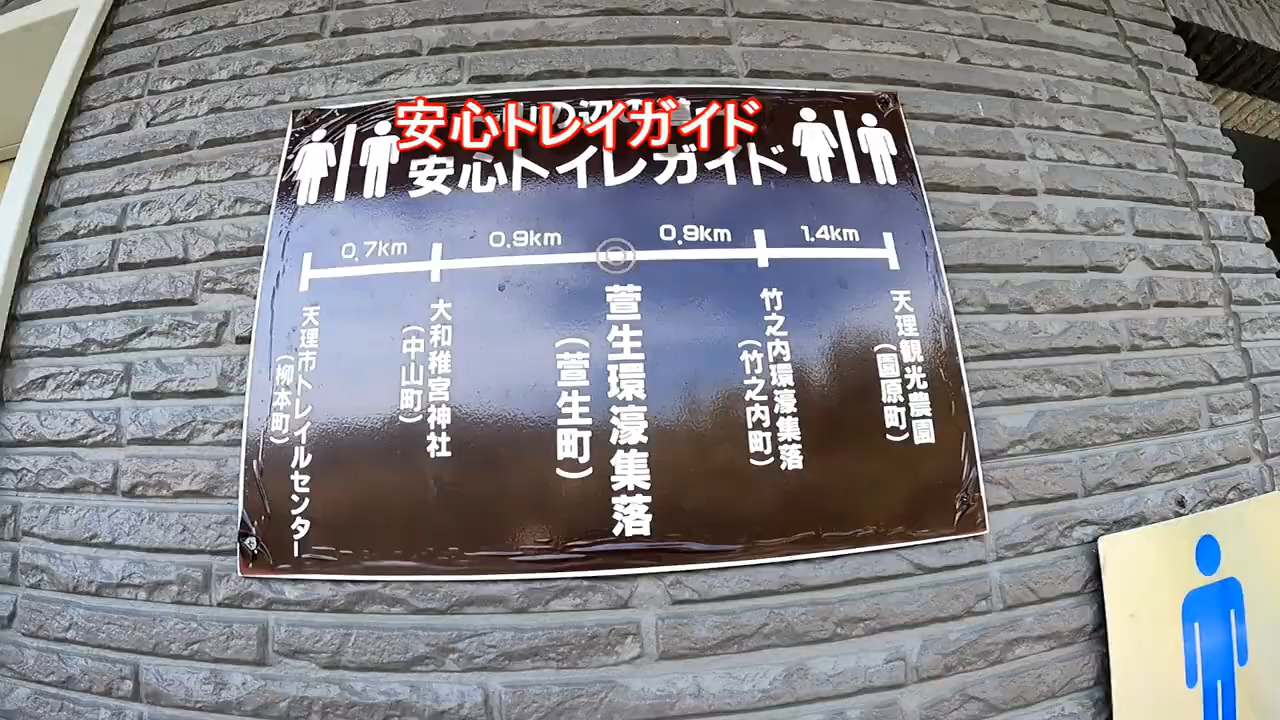 安心トレイガイド
安心トイレガイド
0.7km
0.9km
0.9km
1.4km
天理市トレイルセンター
(柳本町)
大和稚宮神社
(中山町)
萱生環濠集落
(萱生町)
竹之内環濠集落
(竹之内町)
天理観光農園
(園原町)